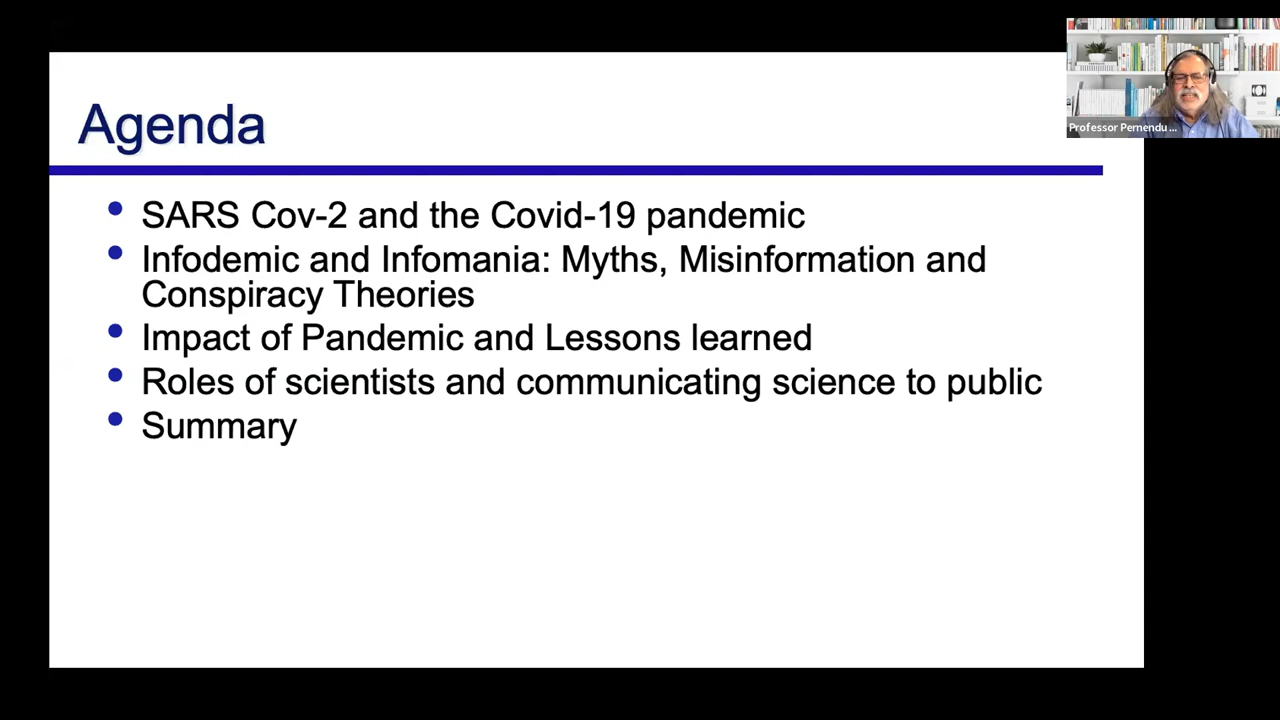 Agenda
• SARS Cov-2 and the Covid-19 pandemic
• Infodemic and Infomania: Myths, Misinformation and
Conspiracy Theories
• Impact of Pandemic and Lessons learned
• Roles of scientists and communicating science to public
• Summary
Professor Pernendu ...